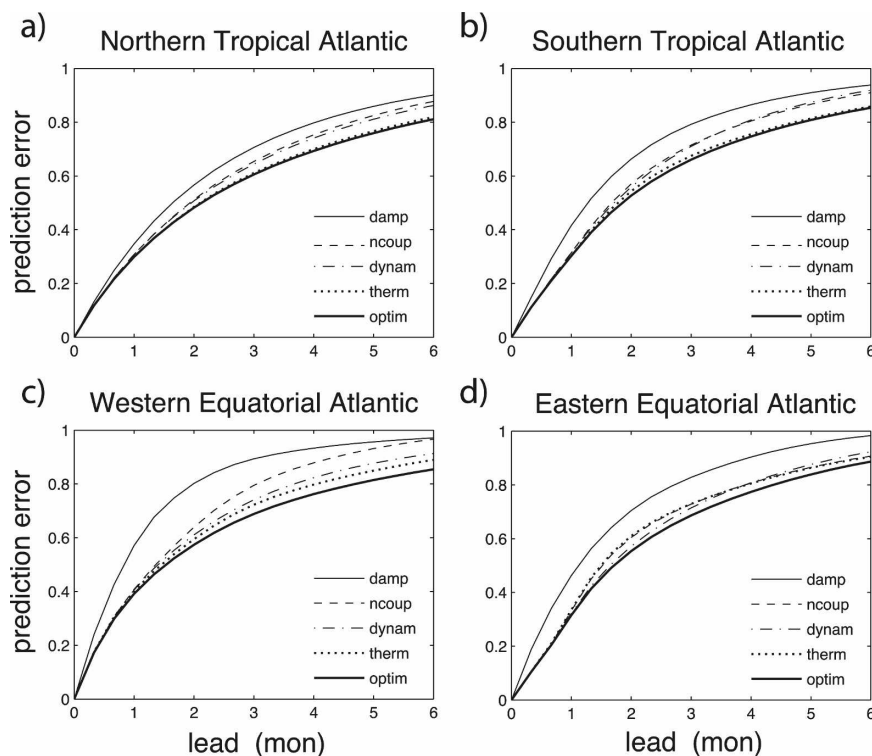 a)
Northern Tropical Atlantic
prediction error
1
0.8
0.6
0.4
0.2
0
0 1 2 3 4 5 6
damp
ncoup
dynam
therm
optim
b)
Southern Tropical Atlantic
1
0.8
0.6
0.4
0.2
0
0 1 2 3 4 5 6
damp
ncoup
dynam
therm
optim
c)
Western Equatorial Atlantic
prediction error
1
0.8
0.6
0.4
0.2
0
0 1 2 3 4 5 6
lead (mon)
damp
ncoup
dynam
therm
optim
d)
Eastern Equatorial Atlantic
1
0.8
0.6
0.4
0.2
0
0 1 2 3 4 5 6
lead (mon)
damp
ncoup
dynam
therm
optim